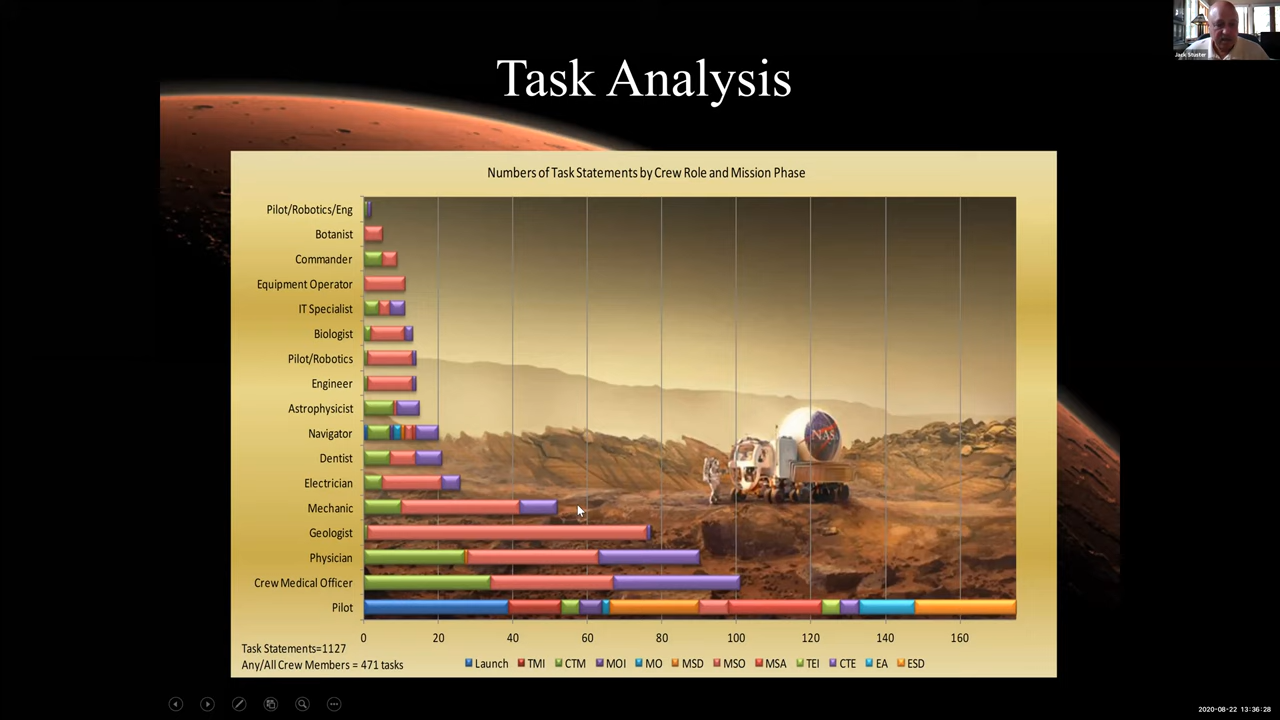 Jack Stuster
Task Analysis
Numbers of Task Statements by Crew Role and Mission Phase
Pilot/Robotics/Eng
Botanist
Commander
Equipment Operator
IT Specialist
Biologist
Pilot/Robotics
Engineer
Astrophysicist
Navigator
Dentist
Electrician
Mechanic
Geologist
Physician
Crew Medical Officer
Pilot
NAS
0 20 40 60 80 100 120 140 160
Task Statements=1127
Any/All Crew Members = 471 tasks
Launch TMI CTM MOI MO MSD MSO MSA TEI CTE EA ESD
2020-08-22 13:36:28